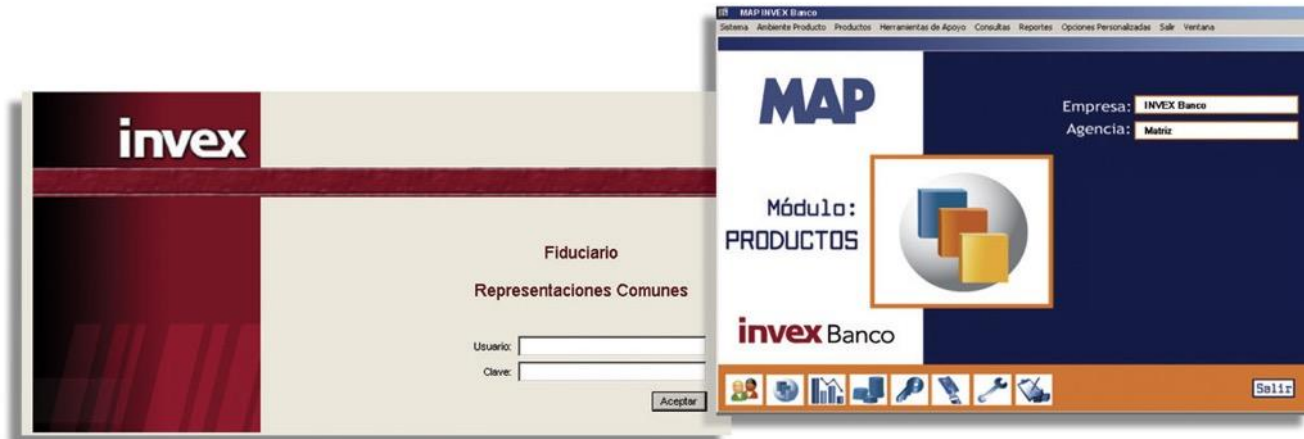 invex
Fiduciario
Representaciones Comunes
Usuario:
Clave:
Aceptar
MAP INVEX Banco
Sistema Ambiente Producto Productos Herramientas de Apoyo Consultas Reportes Opciones Personalizadas Salir Ventana
MAP
Empresa: INVEX Banco
Agencia: Matriz
Módulo:
PRODUCTOS
invex Banco
Salir